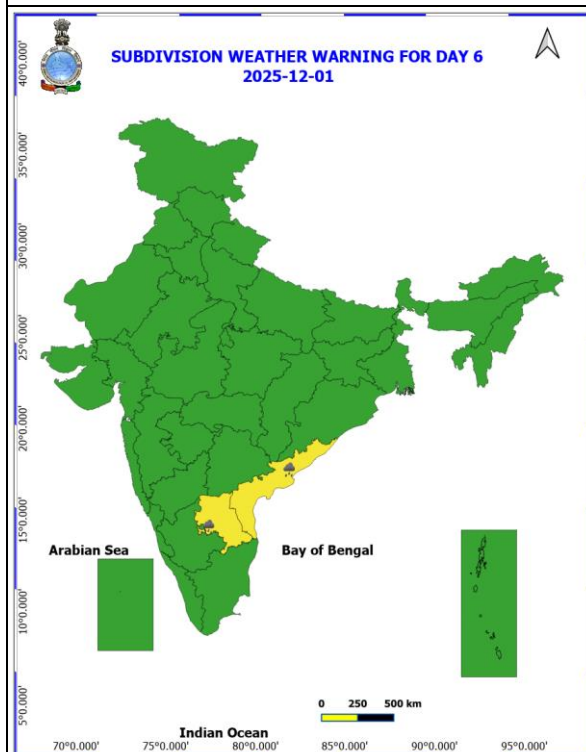 SUBDIVISION WEATHER WARNING FOR DAY 6
2025-12-01
40°0.000'
35°0.000'
30°0.000'
25°0.000'
20°0.000'
15°0.000'
10°0.000'
5°0.000'
Arabian Sea
Bay of Bengal
0 250 500 km
Indian Ocean
70°0.000' 75°0.000' 80°0.000' 85°0.000' 90°0.000' 95°0.000'